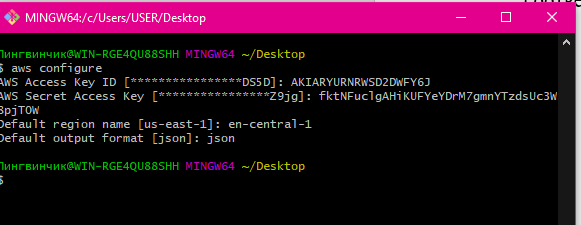 MINGW64:/c/Users/USER/Desktop
Пингвинчик@WIN-RGE4QU88SHH MINGW64 ~/Desktop
$ aws configure
AWS Access Key ID [****************DS5D]: AKIARYURNRWSD2DWFY6J
AWS Secret Access Key [****************Z9jg]: fktNFuclgAHiKUFYeYDrM7gmnYTzdsUc3W
8pjTOW
Default region name [us-east-1]: en-central-1
Default output format [json]: json
Пингвинчик@WIN-RGE4QU88SHH MINGW64 ~/Desktop
$